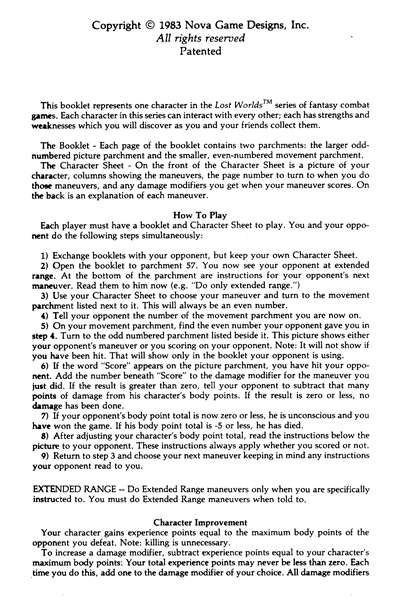 Copyright © 1983 Nova Game Designs, Inc.
All rights reserved
Patented
This booklet represents one character in the Lost Worlds™ series of fantasy combat
games. Each character in this series can interact with every other; each has strengths and
weaknesses which you will discover as you and your friends collect them.
The Booklet - Each page of the booklet contains two parchments: the larger odd-
numbered picture parchment and the smaller, even-numbered movement parchment.
The Character Sheet - On the front of the Character Sheet is a picture of your
character, columns showing the maneuvers, the page number to turn to when you do
those maneuvers, and any damage modifiers you get when your maneuver scores. On
the back is an explanation of each maneuver.
How To Play
Each player must have a booklet and Character Sheet to play. You and your oppo-
nent do the following steps simultaneously:
1) Exchange booklets with your opponent, but keep your own Character Sheet.
2) Open the booklet to parchment 57. You now see your opponent at extended
range. At the bottom of the parchment are instructions for your opponent's next
maneuver. Read them to him now (e.g. "Do only extended range.")
3) Use your Character Sheet to choose your maneuver and turn to the movement
parchment listed next to it. This will always be an even number.
4) Tell your opponent the number of the movement parchment you are now on.
5) On your movement parchment, find the even number your opponent gave you in
step 4. Turn to the odd numbered parchment listed beside it. This picture shows either
your opponent's maneuver or you scoring on your opponent. Note: It will not show if
you have been hit. That will show only in the booklet your opponent is using.
6) If the word "Score" appears on the picture parchment, you have hit your oppo-
nent. Add the number beneath "Score" to the damage modifier for the maneuver you
just did. If the result is greater than zero, tell your opponent to subtract that many
points of damage from his character's body points. If the result is zero or less, no
damage has been done.
7) If your opponent's body point total is now zero or less, he is unconscious and you
have won the game. If his body point total is -5 or less, he has died.
8) After adjusting your character's body point total, read the instructions below the
picture to your opponent. These instructions always apply whether you scored or not.
9) Return to step 3 and choose your next maneuver keeping in mind any instructions
your opponent read to you.
EXTENDED RANGE -- Do Extended Range maneuvers only when you are specifically
instructed to. You must do Extended Range maneuvers when told to.
Character Improvement
Your character gains experience points equal to the maximum body points of the
opponent you defeat. Note: killing is unnecessary.
To increase a damage modifier, subtract experience points equal to your character's
maximum body points: Your total experience points may never be less than zero. Each
time you do this, add one to the damage modifier of your choice. All damage modifiers